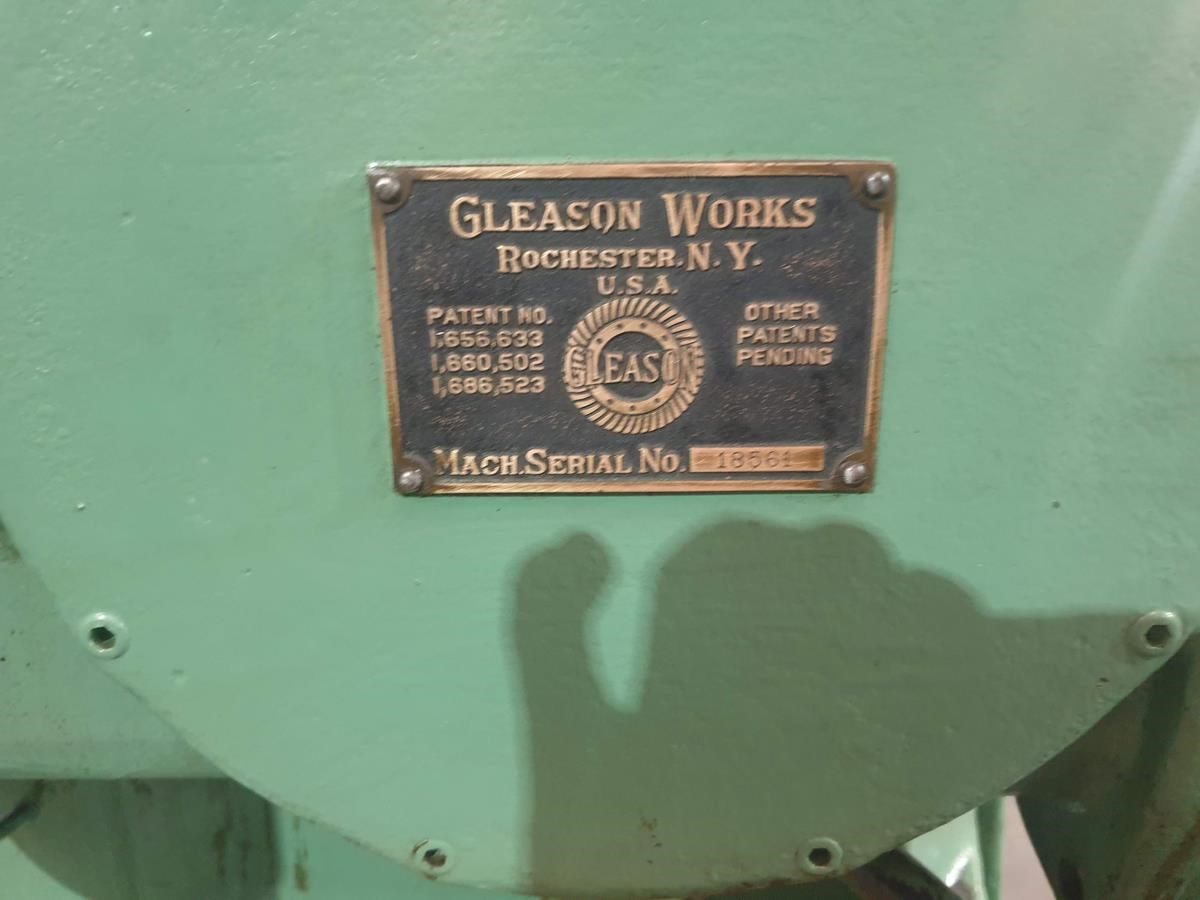 GLEASON WORKS
ROCHESTER. N. Y.
U.S.A.
PATENT NO.
1,656,633
1,660,502
1,686,523
GLEASON
OTHER
PATENTS
PENDING
MACH. SERIAL NO. 18561